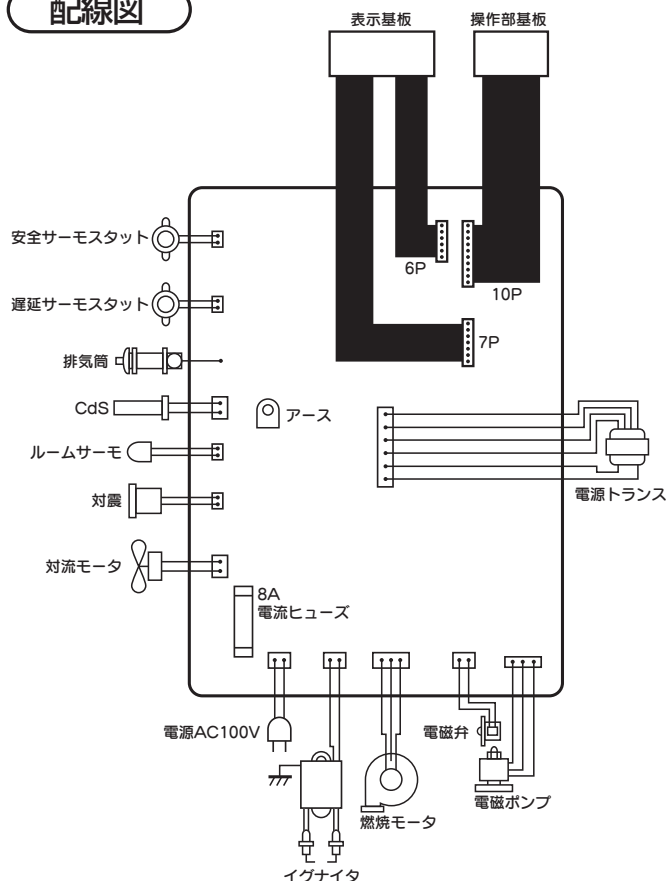 配線図
表示基板
操作部基板
安全サーモスタット
6P
10P
遅延サーモスタット
7P
排気筒
CdS
アース
ルームサーモ
電源トランス
対震
対流モータ
8A
電流ヒューズ
電源AC100V
電磁弁
電磁ポンプ
燃焼モータ
イグナイタ